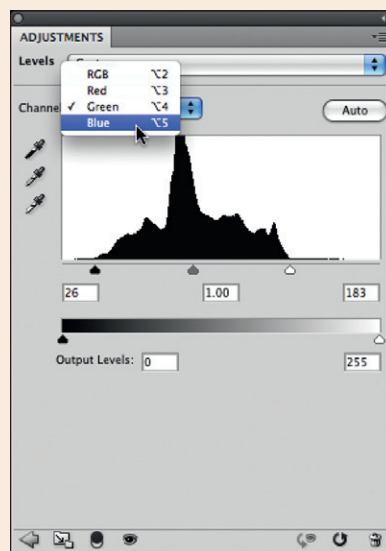 ADJUSTMENTS
Levels
RGB ⌥2
Red ⌥3
✓ Green ⌥4
Blue ⌥5
Channe
Auto
26 1.00 183
Output Levels: 0 255